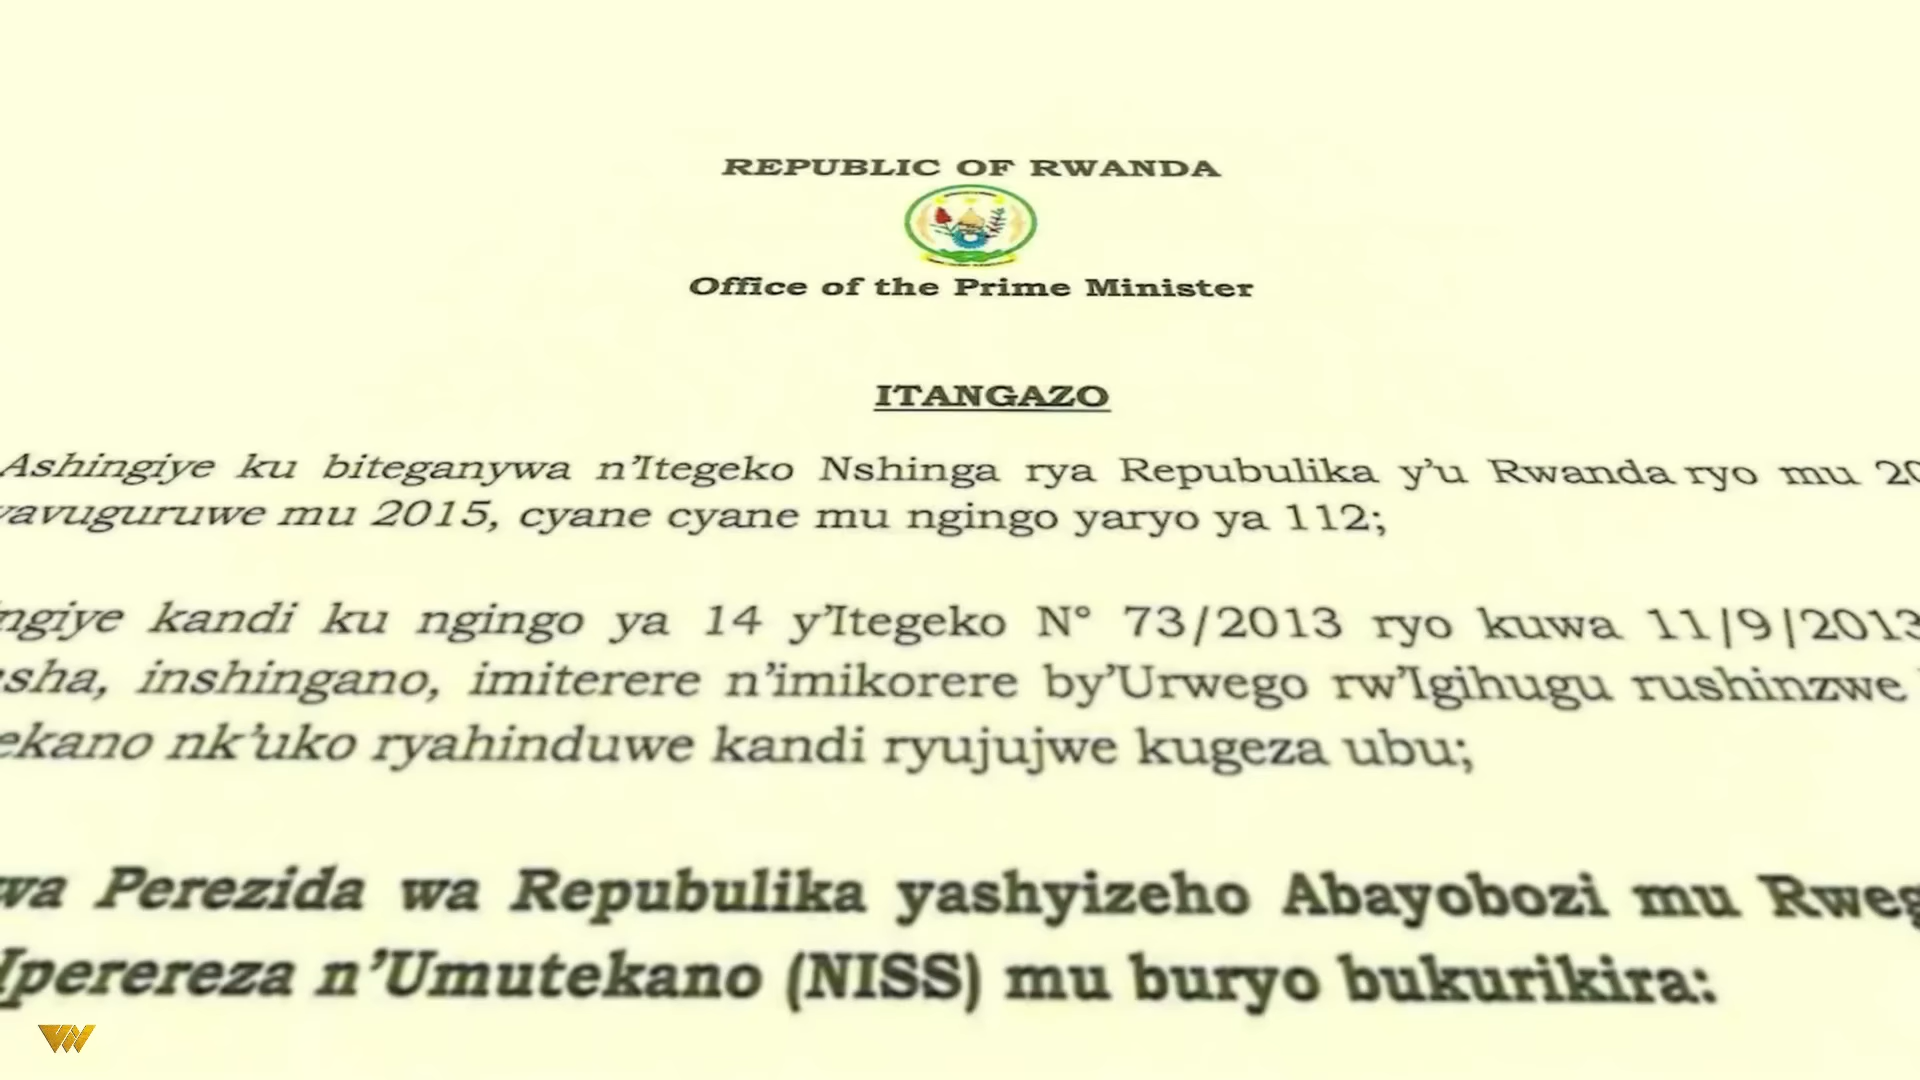 REPUBLIC OF RWANDA
Office of the Prime Minister
ITANGAZO
Ashingiye ku biteganywa n'Itegeko Nshinga rya Repubulika y'u Rwanda ryo mu 20
vavuguruwe mu 2015, cyane cyane mu ngingo yaryo ya 112;
ngiye kandi ku ngingo ya 14 y'Itegeko N° 73/2013 ryo kuwa 11/9/2013
sha, inshingano, imiterere n'imikorere by'Urwego rw'Igihugu rushinzwe
ekano nk'uko ryahinduwe kandi ryujujwe kugeza ubu;
wa Perezida wa Repubulika yashyizeho Abayobozi mu Rweg
Iperereza n'Umutekano (NISS) mu buryo bukurikira: